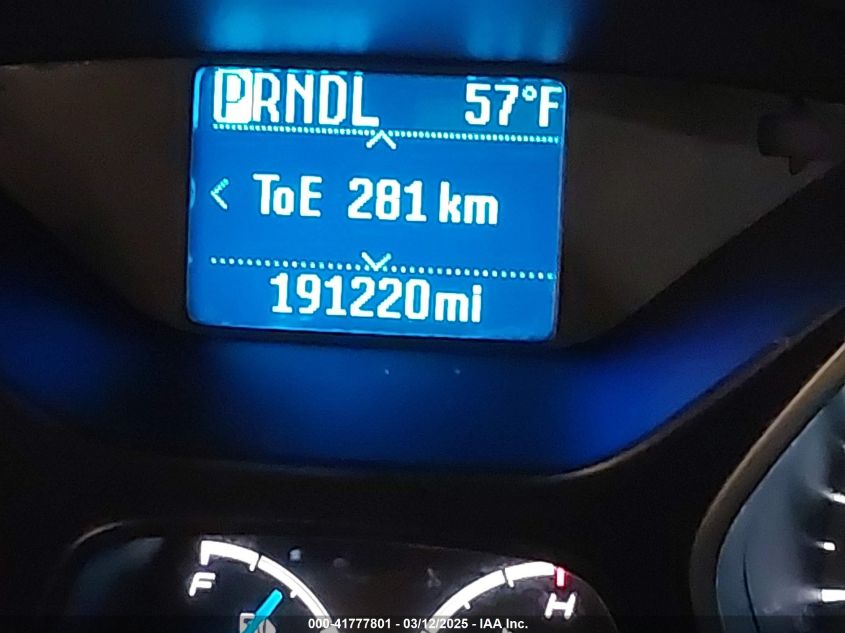 PRNDL 57°F
ToE 281 km
191220mi
F H
000-41777801 - 03/12/2025 - IAA Inc.